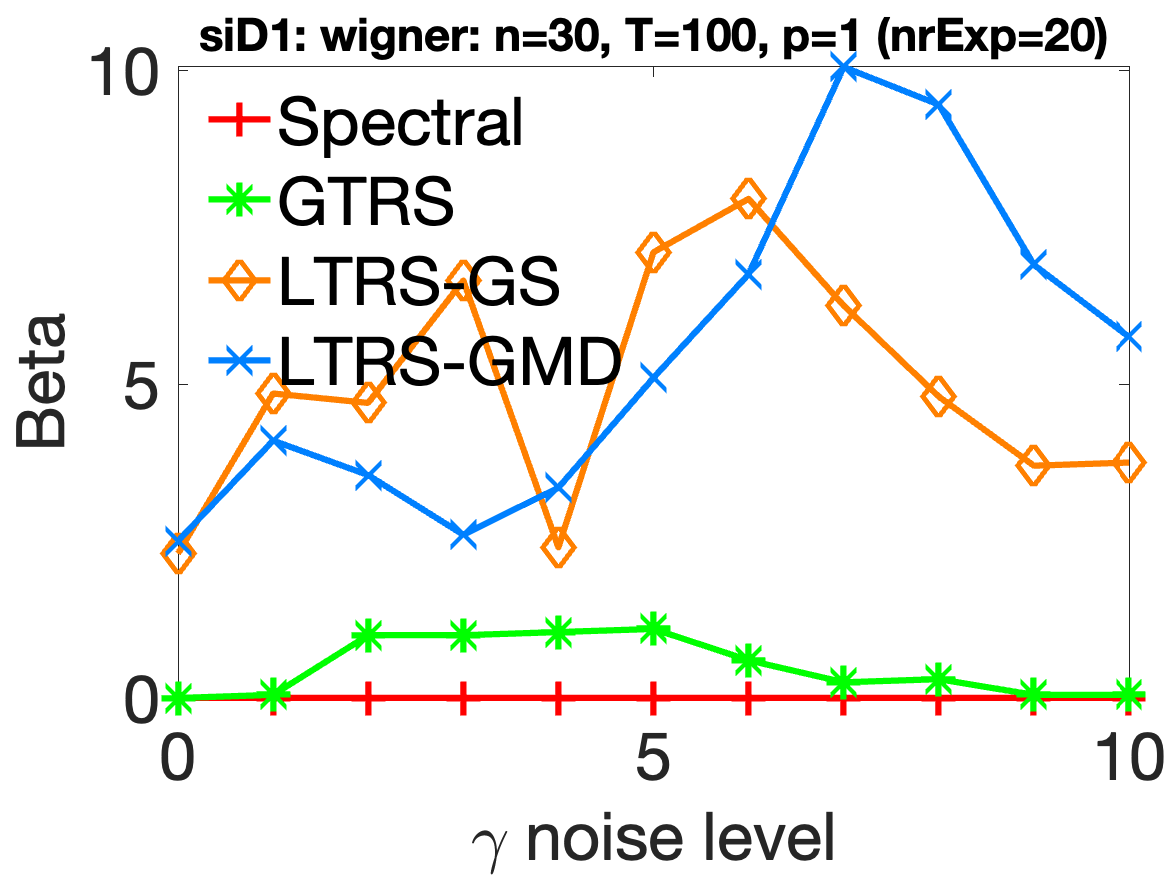 siD1: wigner: n=30, T=100, p=1 (nrExp=20)
10
Spectral
GTRS
LTRS-GS
LTRS-GMD
5
Beta
0
0 5 10
γ noise level